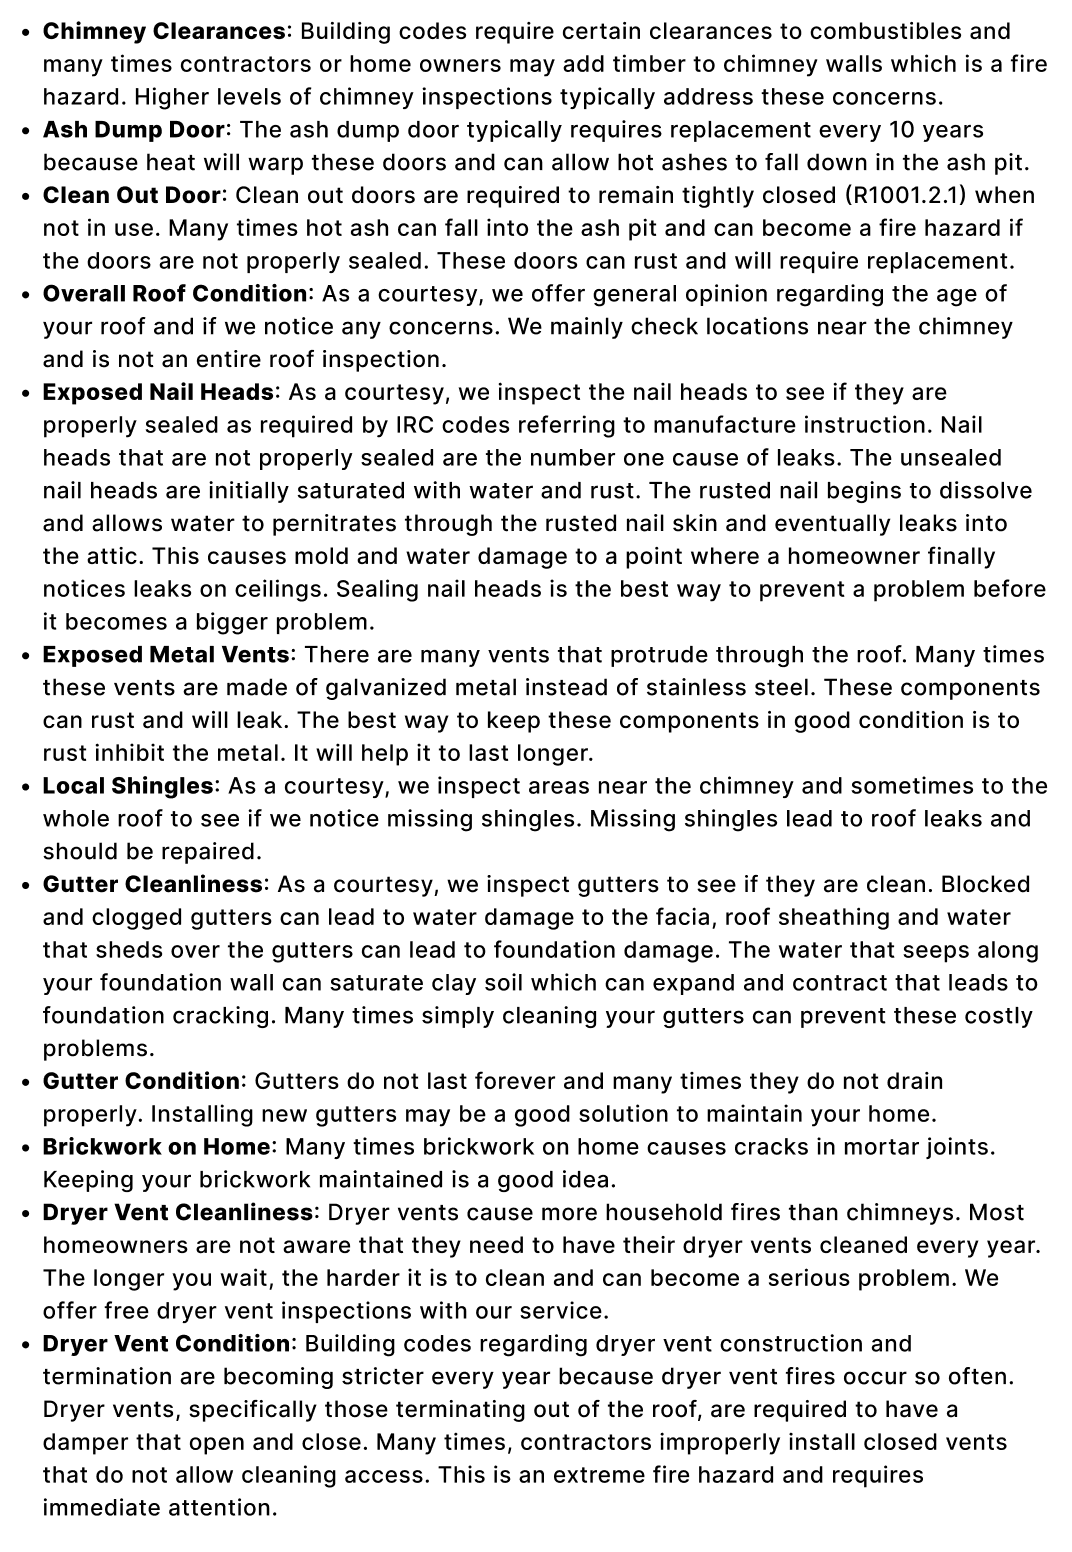 • Chimney Clearances: Building codes require certain clearances to combustibles and
many times contractors or home owners may add timber to chimney walls which is a fire
hazard. Higher levels of chimney inspections typically address these concerns.
• Ash Dump Door: The ash dump door typically requires replacement every 10 years
because heat will warp these doors and can allow hot ashes to fall down in the ash pit.
• Clean Out Door: Clean out doors are required to remain tightly closed (R1001.2.1) when
not in use. Many times hot ash can fall into the ash pit and can become a fire hazard if
the doors are not properly sealed. These doors can rust and will require replacement.
• Overall Roof Condition: As a courtesy, we offer general opinion regarding the age of
your roof and if we notice any concerns. We mainly check locations near the chimney
and is not an entire roof inspection.
• Exposed Nail Heads: As a courtesy, we inspect the nail heads to see if they are
properly sealed as required by IRC codes referring to manufacture instruction. Nail
heads that are not properly sealed are the number one cause of leaks. The unsealed
nail heads are initially saturated with water and rust. The rusted nail begins to dissolve
and allows water to pernitrates through the rusted nail skin and eventually leaks into
the attic. This causes mold and water damage to a point where a homeowner finally
notices leaks on ceilings. Sealing nail heads is the best way to prevent a problem before
it becomes a bigger problem.
• Exposed Metal Vents: There are many vents that protrude through the roof. Many times
these vents are made of galvanized metal instead of stainless steel. These components
can rust and will leak. The best way to keep these components in good condition is to
rust inhibit the metal. It will help it to last longer.
• Local Shingles: As a courtesy, we inspect areas near the chimney and sometimes to the
whole roof to see if we notice missing shingles. Missing shingles lead to roof leaks and
should be repaired.
• Gutter Cleanliness: As a courtesy, we inspect gutters to see if they are clean. Blocked
and clogged gutters can lead to water damage to the facia, roof sheathing and water
that sheds over the gutters can lead to foundation damage. The water that seeps along
your foundation wall can saturate clay soil which can expand and contract that leads to
foundation cracking. Many times simply cleaning your gutters can prevent these costly
problems.
• Gutter Condition: Gutters do not last forever and many times they do not drain
properly. Installing new gutters may be a good solution to maintain your home.
• Brickwork on Home: Many times brickwork on home causes cracks in mortar joints.
Keeping your brickwork maintained is a good idea.
• Dryer Vent Cleanliness: Dryer vents cause more household fires than chimneys. Most
homeowners are not aware that they need to have their dryer vents cleaned every year.
The longer you wait, the harder it is to clean and can become a serious problem. We
offer free dryer vent inspections with our service.
• Dryer Vent Condition: Building codes regarding dryer vent construction and
termination are becoming stricter every year because dryer vent fires occur so often.
Dryer vents, specifically those terminating out of the roof, are required to have a
damper that open and close. Many times, contractors improperly install closed vents
that do not allow cleaning access. This is an extreme fire hazard and requires
immediate attention.